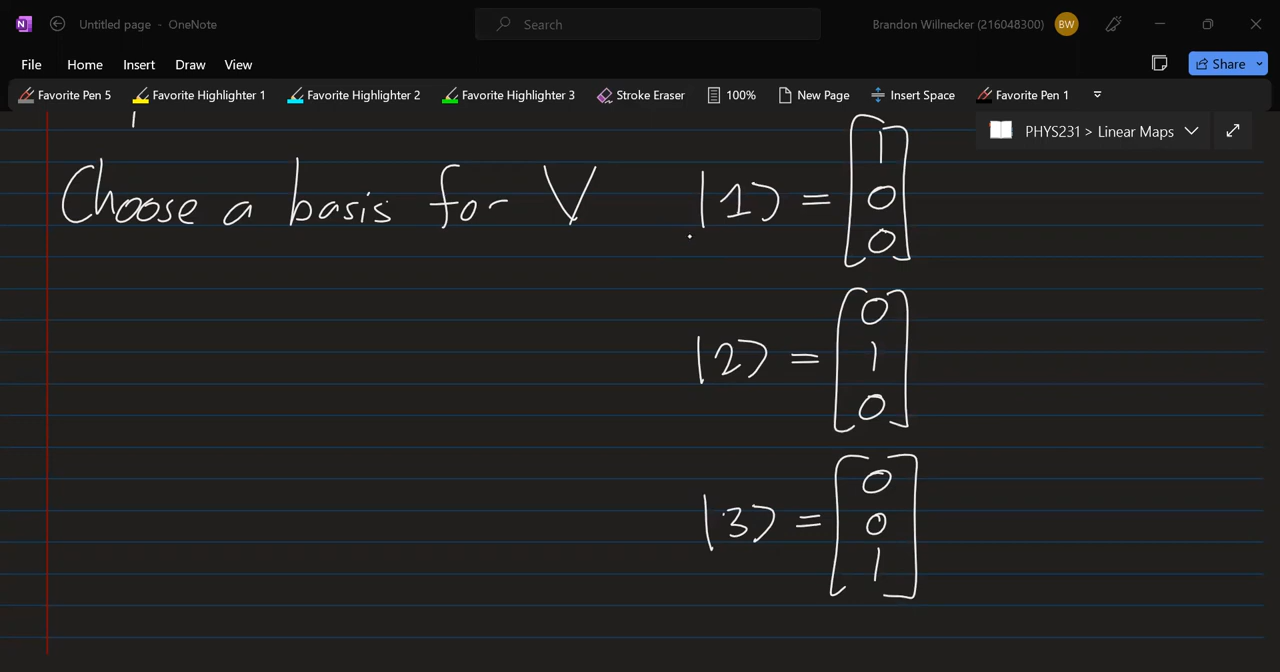 Untitled page - OneNote
Search
Brandon Willnecker (216048300)
BW
File Home Insert Draw View
Share
Favorite Pen 5
Favorite Highlighter 1
Favorite Highlighter 2
Favorite Highlighter 3
Stroke Eraser
100%
New Page
Insert Space
Favorite Pen 1
PHYS231 > Linear Maps
Choose a basis for V
|1⟩ = [1 0 0]
|2⟩ = [0 1 0]
|3⟩ = [0 0 1]